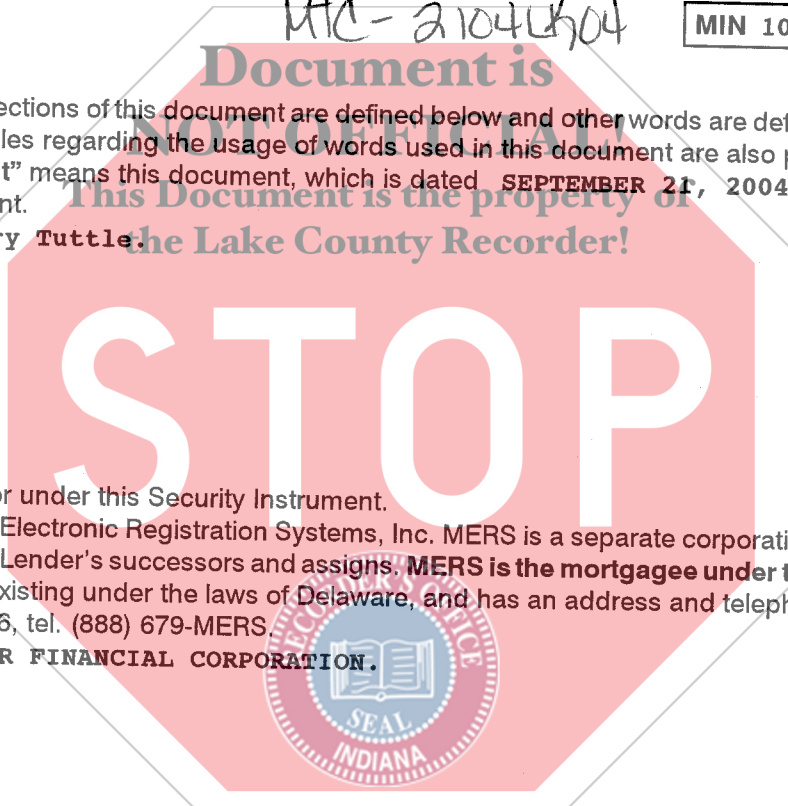 MTC-2104LK04
MIN 10
Document is
ections of this document are defined below and other words are def
NOT OFFICIAL!
les regarding the usage of words used in this document are also p
t” means this document, which is dated SEPTEMBER 21, 2004
This Document is the property of
nt.
ry Tuttle.
the Lake County Recorder!
STOP
or under this Security Instrument.
Electronic Registration Systems, Inc. MERS is a separate corporati
Lender's successors and assigns. MERS is the mortgagee under t
xisting under the laws of Delaware, and has an address and teleph
6, tel. (888) 679-MERS.
R FINANCIAL CORPORATION.
RECORDER'S OFFICE
SEAL
INDIANA